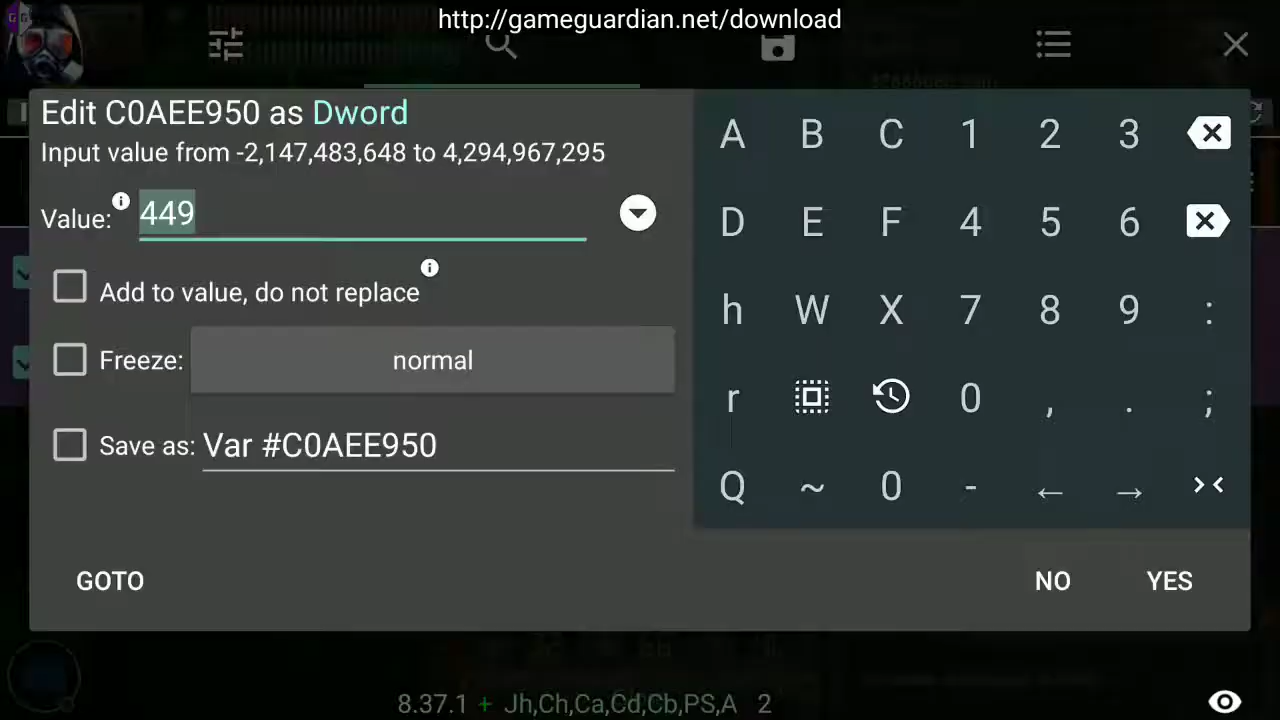 http://gameguardian.net/download
Edit C0AEE950 as Dword
Input value from -2,147,483,648 to 4,294,967,295
Value: 449
Add to value, do not replace
Freeze: normal
Save as: Var #C0AEE950
GOTO
NO YES
A B C 1 2 3
D E F 4 5 6
h W X 7 8 9 :
r 0 , . ;
Q ~ 0 - ← → ><
8.37.1 + Jh,Ch,Ca,Cd,Cb,PS,A 2